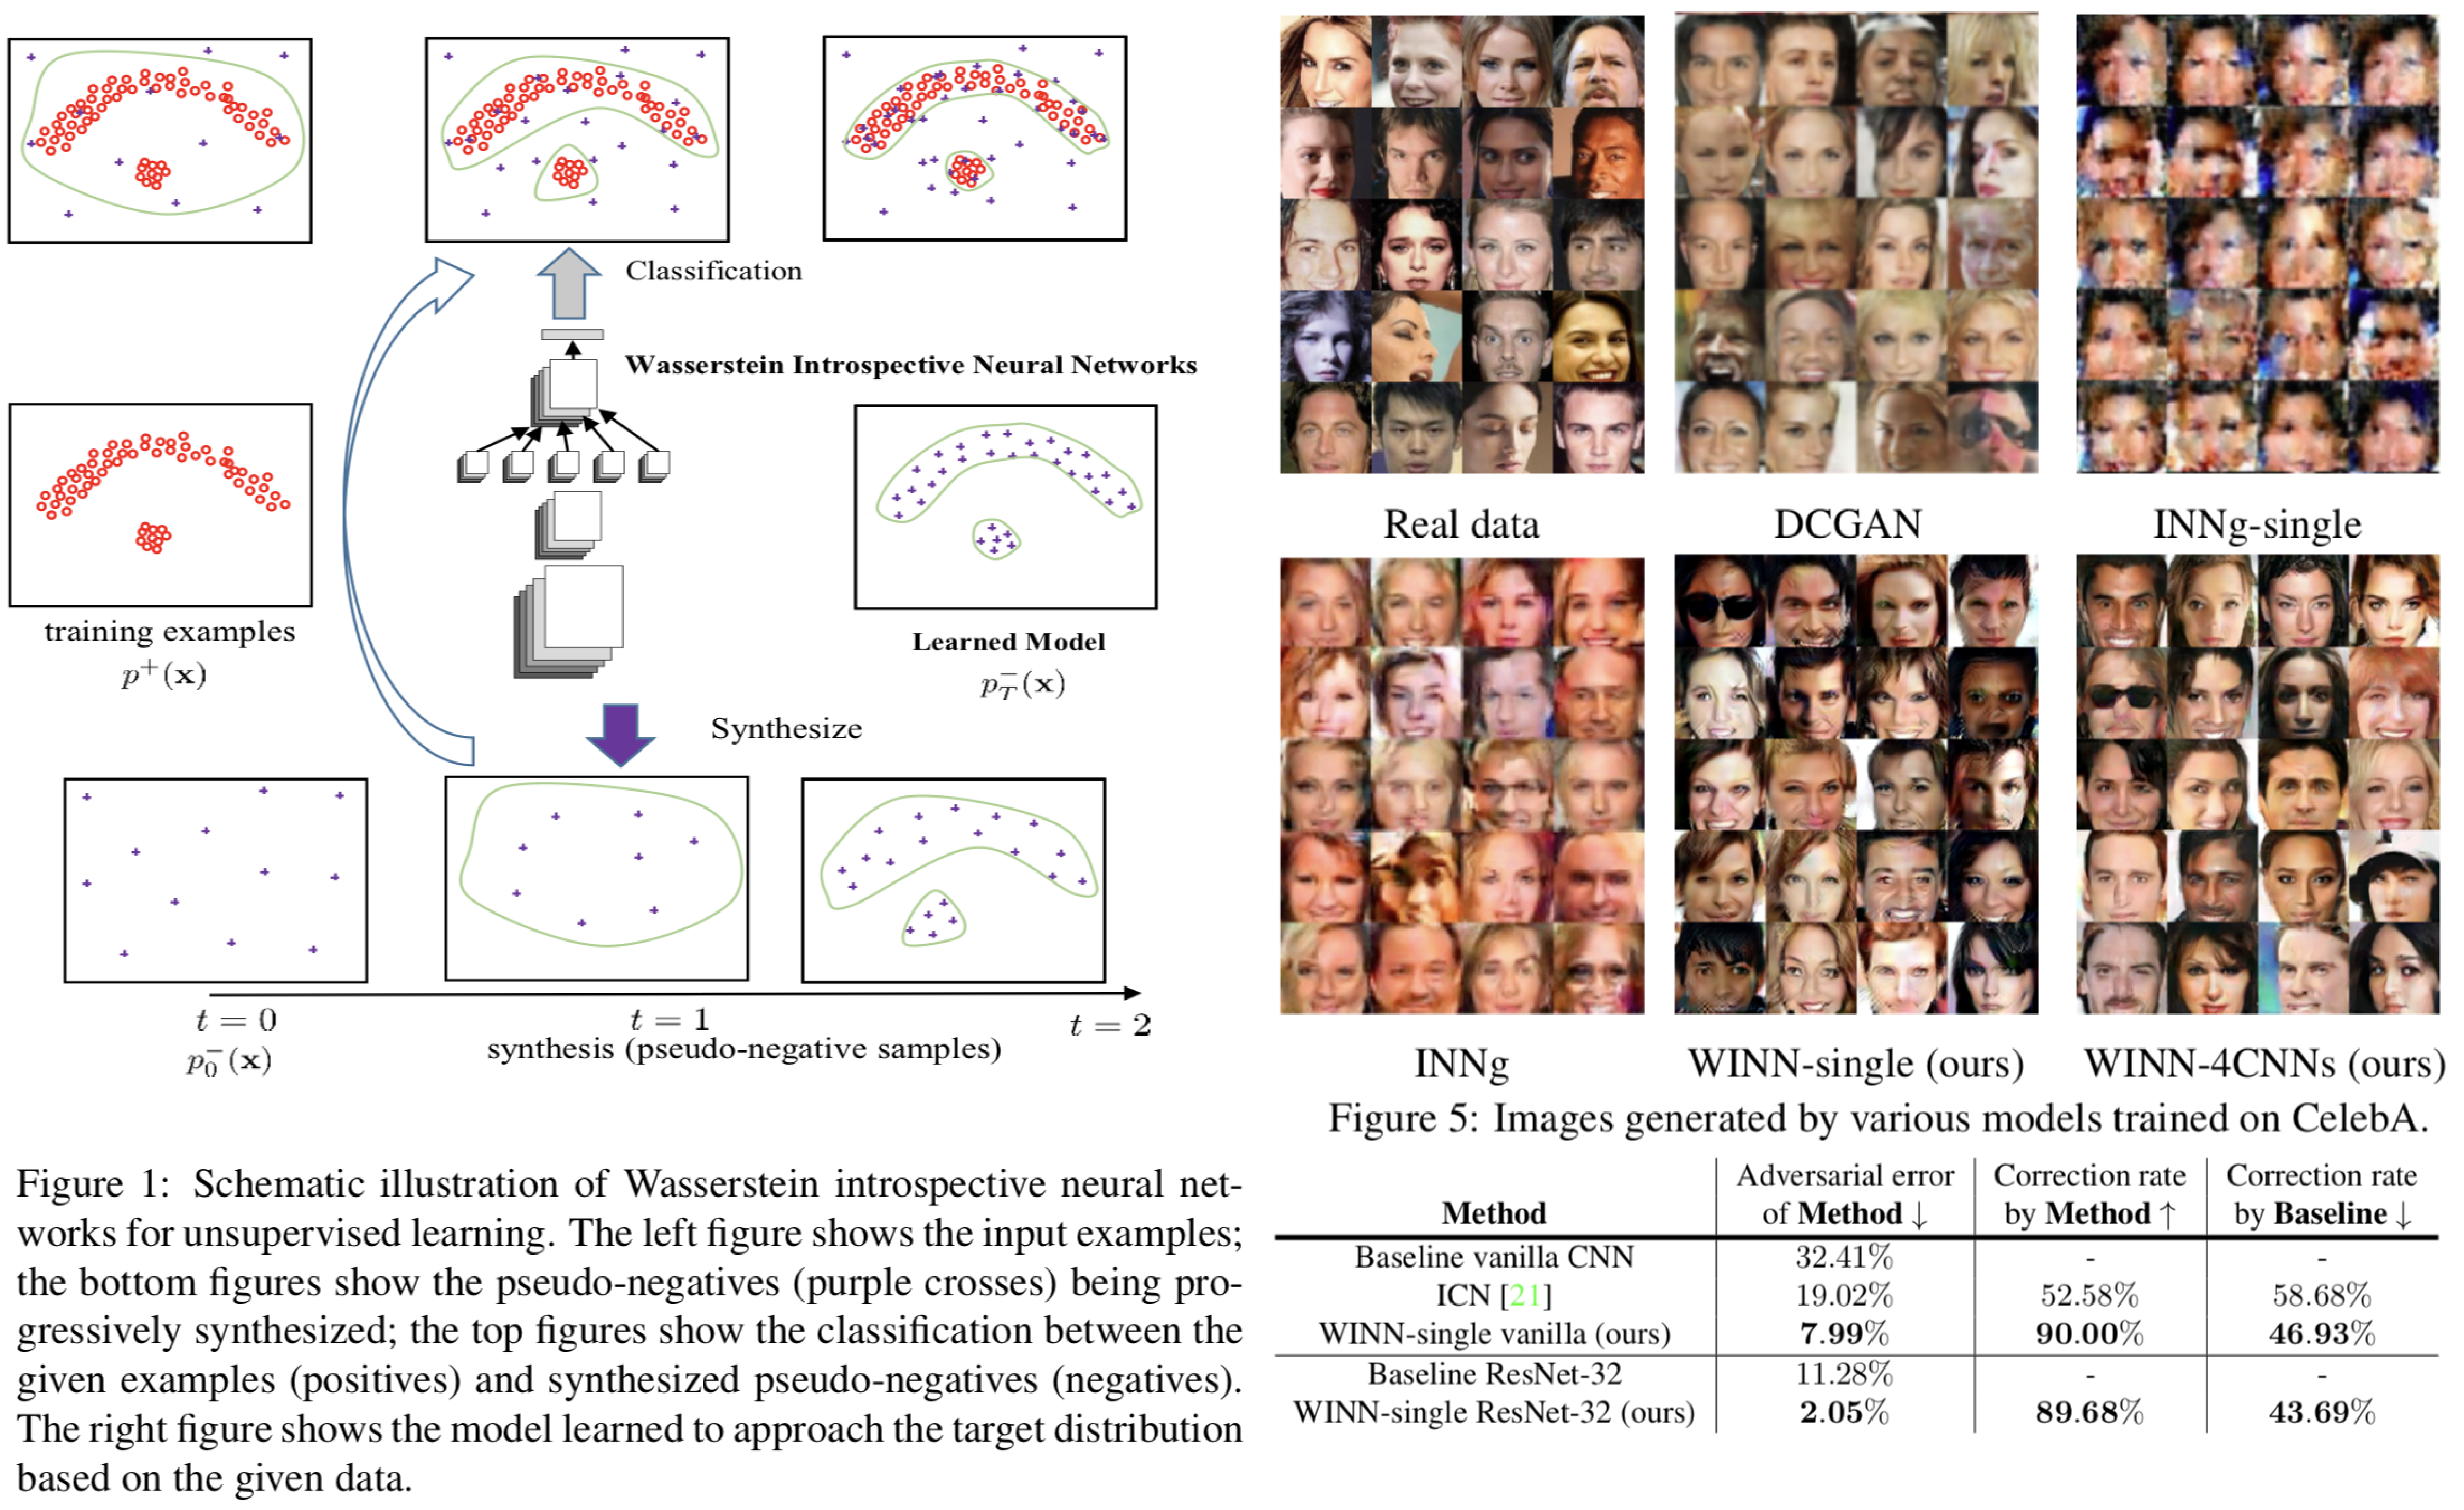 Classification
Wasserstein Introspective Neural Networks
training examples
p⁺(x)
Learned Model
p_T⁻(x)
Synthesize
t = 0
t = 1
t = 2
p₀⁻(x)
synthesis (pseudo-negative samples)
Figure 1: Schematic illustration of Wasserstein introspective neural net-
works for unsupervised learning. The left figure shows the input examples;
the bottom figures show the pseudo-negatives (purple crosses) being pro-
gressively synthesized; the top figures show the classification between the
given examples (positives) and synthesized pseudo-negatives (negatives).
The right figure shows the model learned to approach the target distribution
based on the given data.
Real data
DCGAN
INNg-single
INNg
WINN-single (ours)
WINN-4CNNs (ours)
Figure 5: Images generated by various models trained on CelebA.
Method | Adversarial error of Method ↓ | Correction rate by Method ↑ | Correction rate by Baseline ↓
Baseline vanilla CNN | 32.41% | - | -
ICN [21] | 19.02% | 52.58% | 58.68%
WINN-single vanilla (ours) | 7.99% | 90.00% | 46.93%
Baseline ResNet-32 | 11.28% | - | -
WINN-single ResNet-32 (ours) | 2.05% | 89.68% | 43.69%